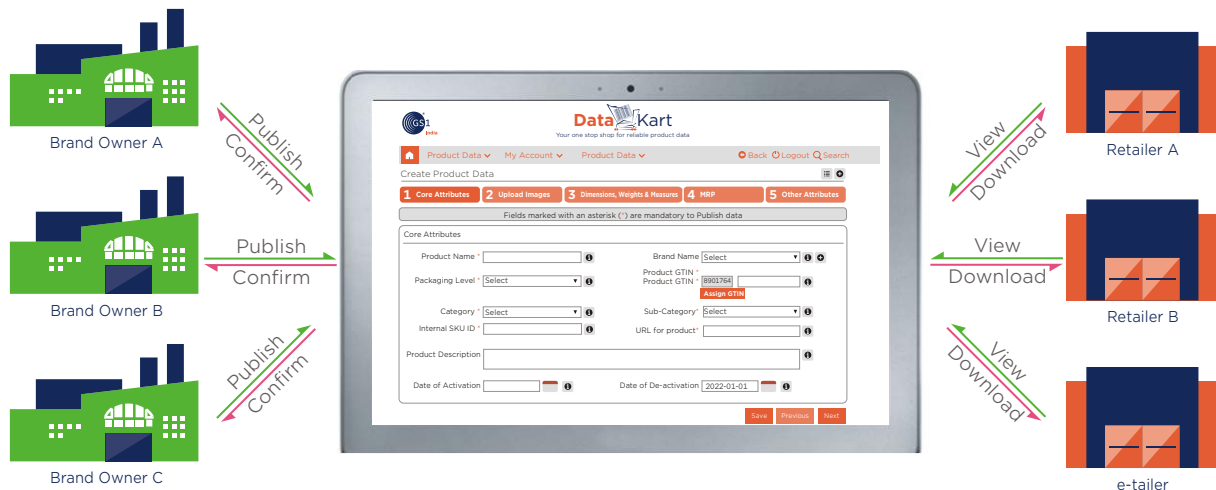 Brand Owner A
Publish
Confirm
Brand Owner B
Publish
Confirm
Brand Owner C
Publish
Confirm
GS1
India
Data Kart
Your one stop shop for reliable product data
Product Data My Account Product Data Back Logout Search
Create Product Data
1 Core Attributes 2 Upload Images 3 Dimensions, Weights & Measures 4 MRP 5 Other Attributes
Fields marked with an asterisk (*) are mandatory to Publish data
Core Attributes
Product Name * Brand Name Select
Product GTIN *
Packaging Level * Select Product GTIN * 8901764
Assign GTIN
Category * Select Sub-Category* Select
Internal SKU ID * URL for product*
Product Description
Date of Activation Date of De-activation 2022-01-01
Save Previous Next
View
Download
Retailer A
View
Download
Retailer B
View
Download
e-tailer